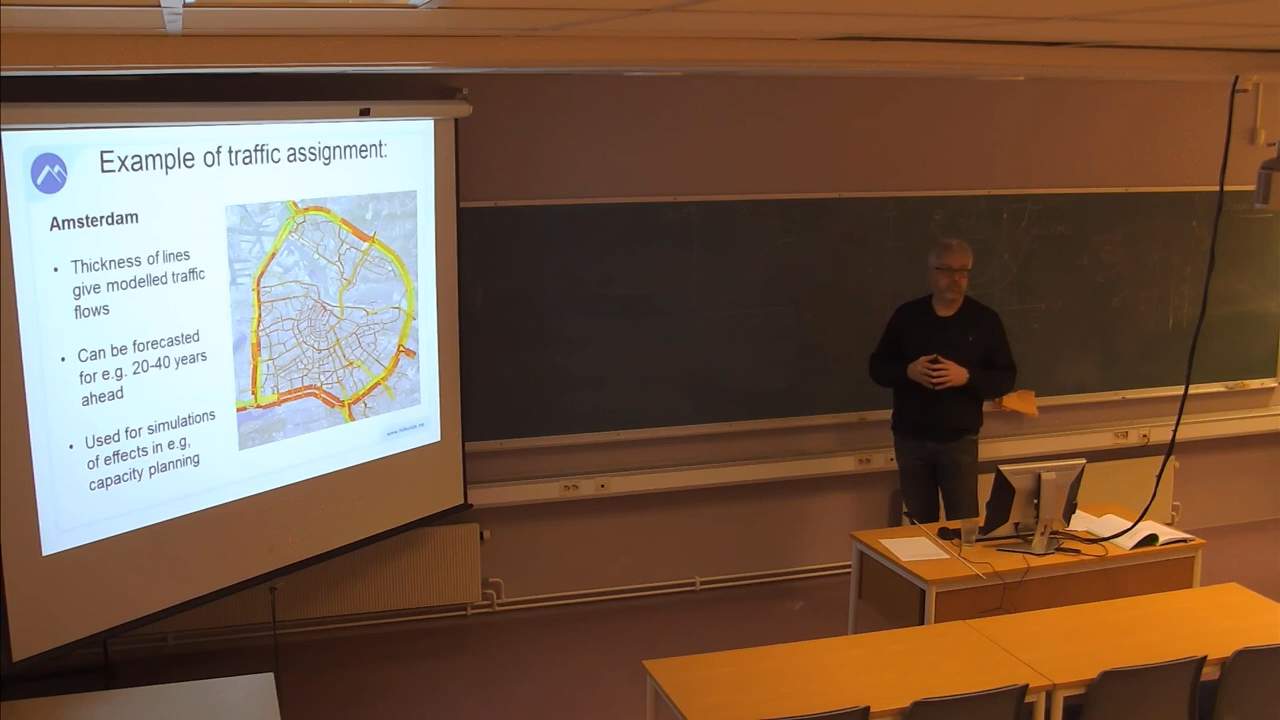 Example of traffic assignment:
Amsterdam
• Thickness of lines
give modelled traffic
flows
• Can be forecasted
for e.g. 20-40 years
ahead
• Used for simulations
of effects in e.g,
capacity planning